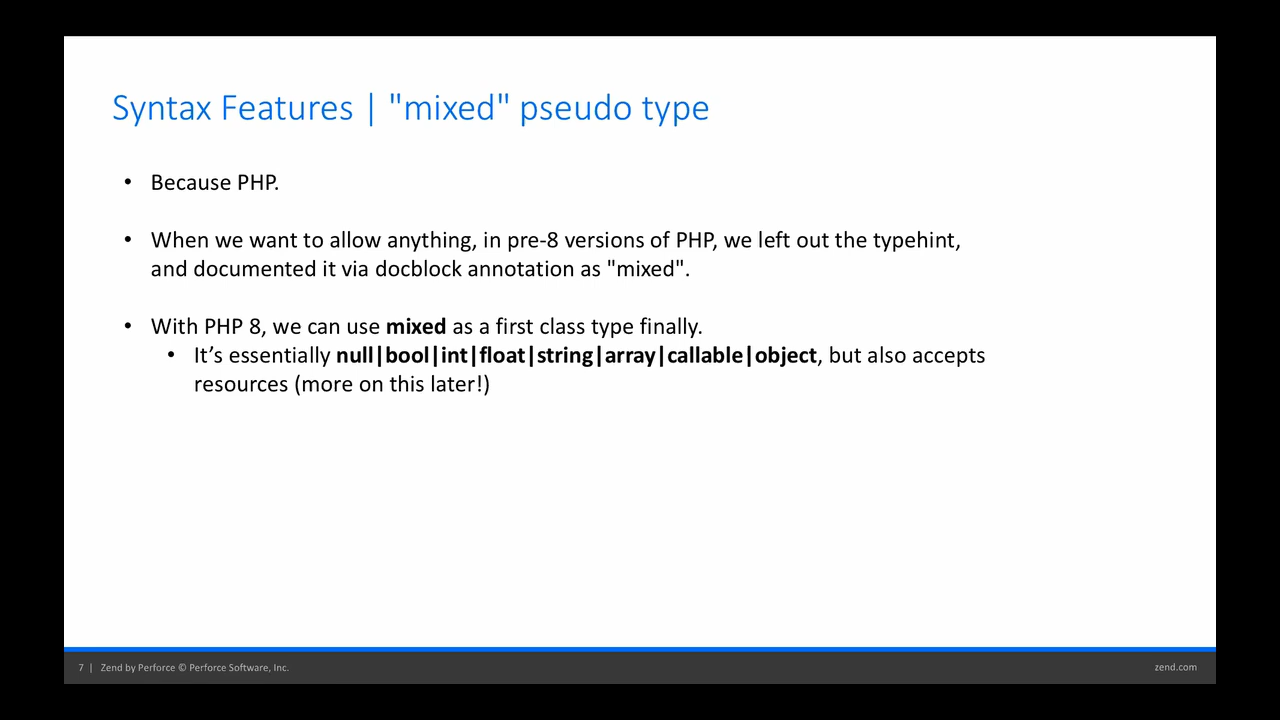 Syntax Features | "mixed" pseudo type
• Because PHP.
• When we want to allow anything, in pre-8 versions of PHP, we left out the typehint,
and documented it via docblock annotation as "mixed".
• With PHP 8, we can use mixed as a first class type finally.
• It’s essentially null|bool|int|float|string|array|callable|object, but also accepts
resources (more on this later!)
7 | Zend by Perforce © Perforce Software, Inc.
zend.com